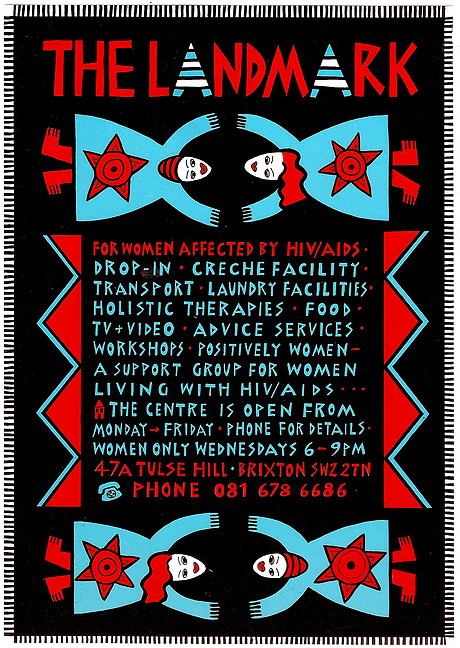 THE LANDMARK
FOR WOMEN AFFECTED BY HIV/AIDS·
DROP-IN · CRECHE FACILITY·
TRANSPORT · LAUNDRY FACILITIES·
HOLISTIC THERAPIES · FOOD·
TV+VIDEO · ADVICE SERVICES·
WORKSHOPS · POSITIVELY WOMEN–
A SUPPORT GROUP FOR WOMEN
LIVING WITH HIV/AIDS ···
THE CENTRE IS OPEN FROM
MONDAY→FRIDAY · PHONE FOR DETAILS·
WOMEN ONLY WEDNESDAYS 6–9PM
47A TULSE HILL · BRIXTON SW2 2TN
PHONE 081 678 6686